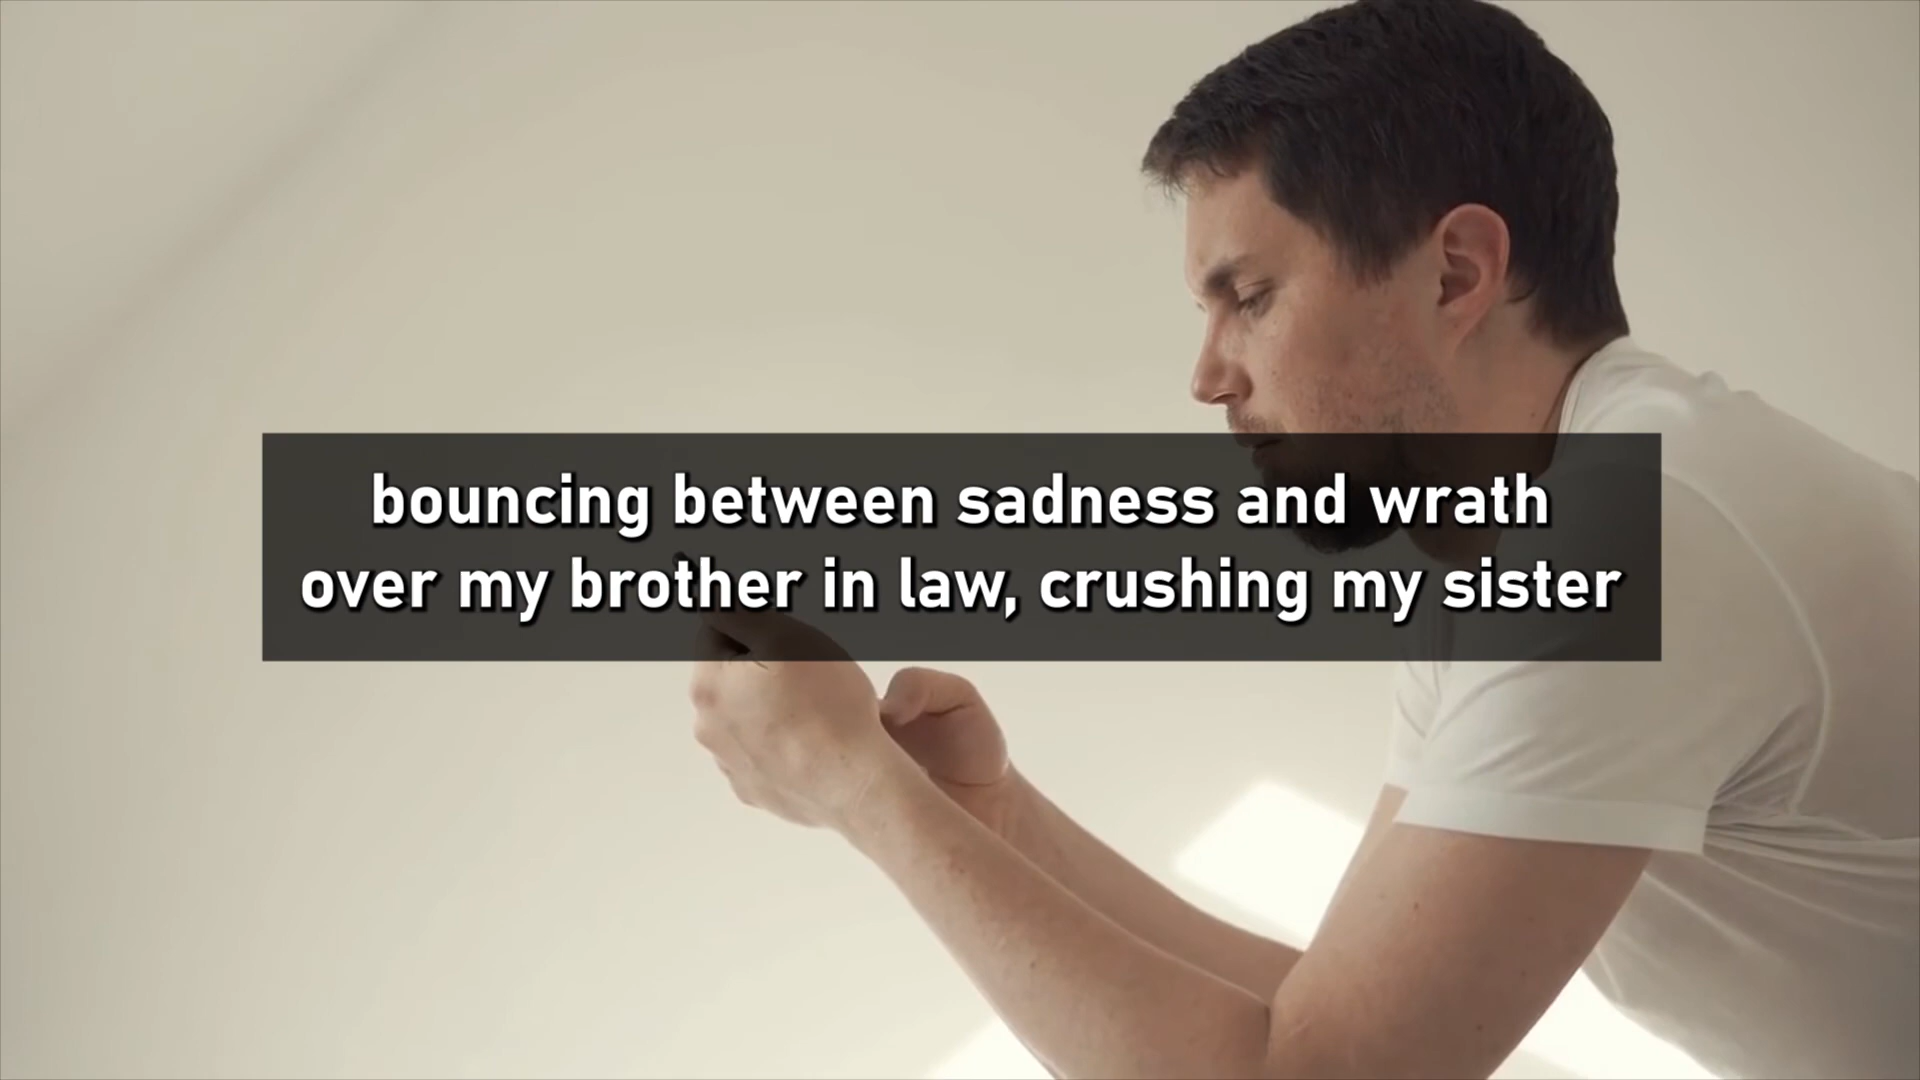 bouncing between sadness and wrath
over my brother in law, crushing my sister